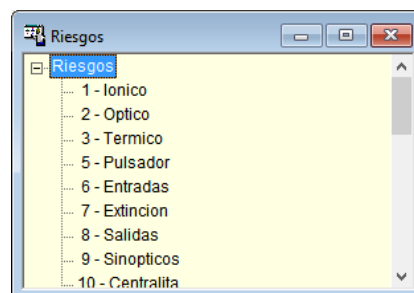 Riesgos
Riesgos
1 - Ionico
2 - Optico
3 - Termico
5 - Pulsador
6 - Entradas
7 - Extincion
8 - Salidas
9 - Sinopticos
10 - Centralita